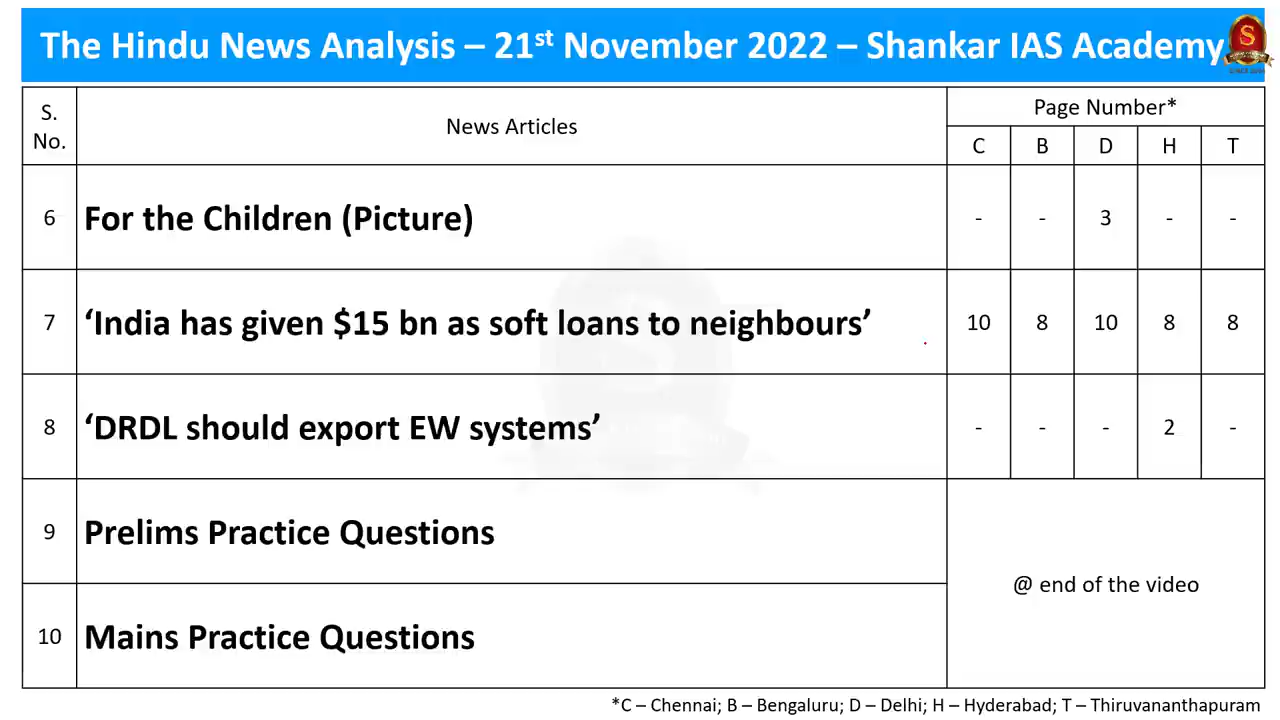 The Hindu News Analysis – 21st November 2022 – Shankar IAS Academy
S. No. News Articles Page Number*
C B D H T
6 For the Children (Picture) - - 3 - -
7 ‘India has given $15 bn as soft loans to neighbours’ 10 8 10 8 8
8 ‘DRDL should export EW systems’ - - - 2 -
9 Prelims Practice Questions
@ end of the video
10 Mains Practice Questions
*C – Chennai; B – Bengaluru; D – Delhi; H – Hyderabad; T – Thiruvananthapuram